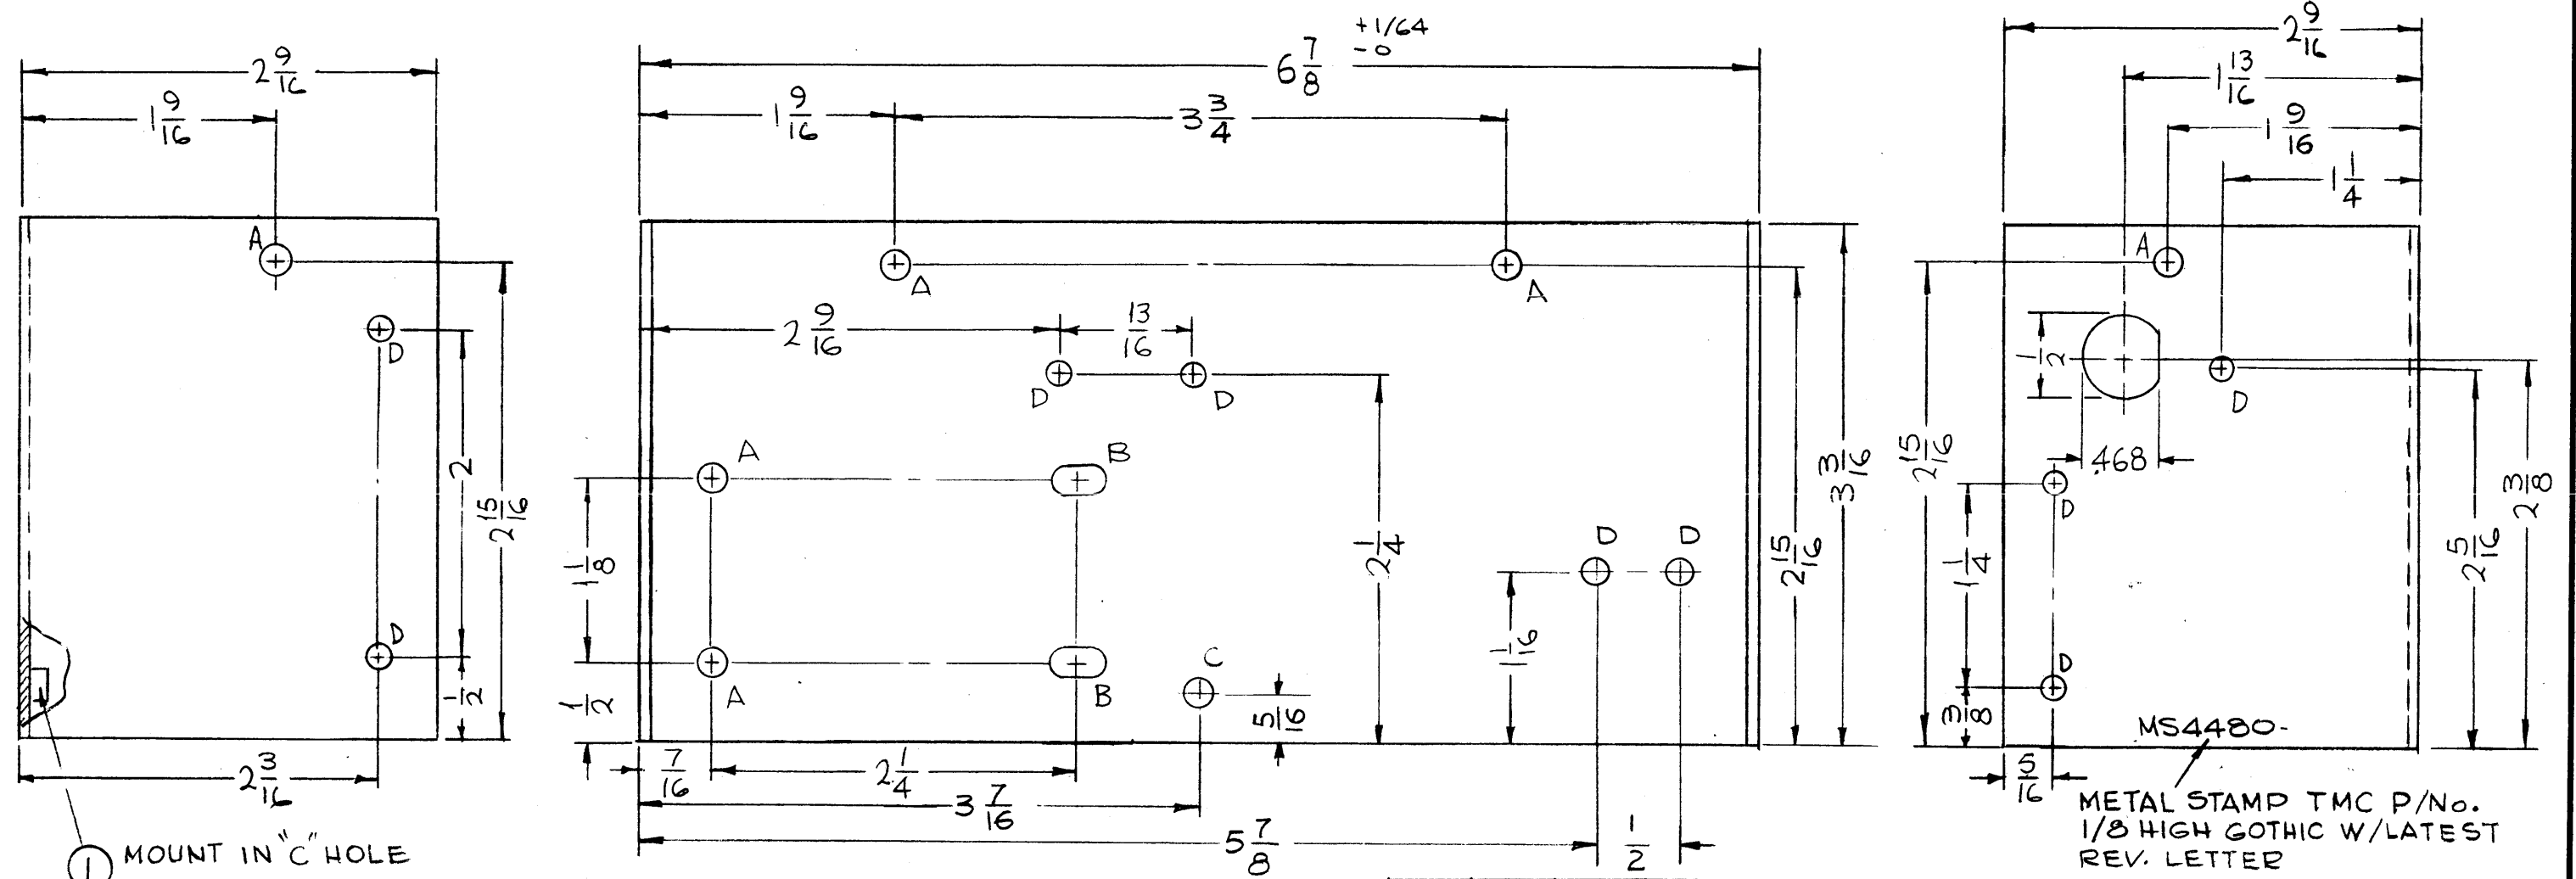 2 9/16
1 9/16
A
D
2
2 15/16
D
1/2
2 3/16
1 MOUNT IN "C" HOLE
6 7/8 +1/64 -0
1 9/16
3 3/4
A
A
2 9/16
13/16
D
D
A
B
1 1/8
2 1/4
D
D
3 3/16
2 15/16
1 1/16
A
B
C
1/2
5/16
7/16
2 1/4
3 7/16
5 7/8
1/2
2 9/16
1 13/16
1 9/16
1 1/4
A
1/2
D
.468
2 15/16
D
1 1/4
2 5/16
2 3/8
D
3/8
MS4480-
5/16
METAL STAMP TMC P/No.
1/8 HIGH GOTHIC W/LATEST
REV. LETTER